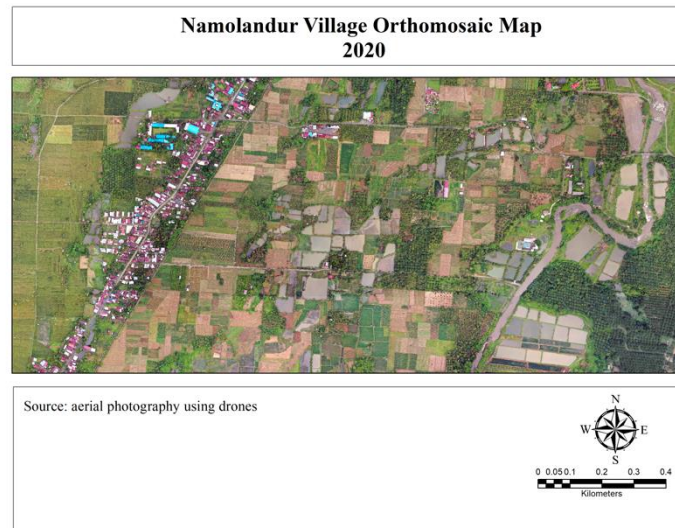 Namolandur Village Orthomosaic Map
2020
Source: aerial photography using drones
N
W E
S
0 0.05 0.1 0.2 0.3 0.4
Kilometers